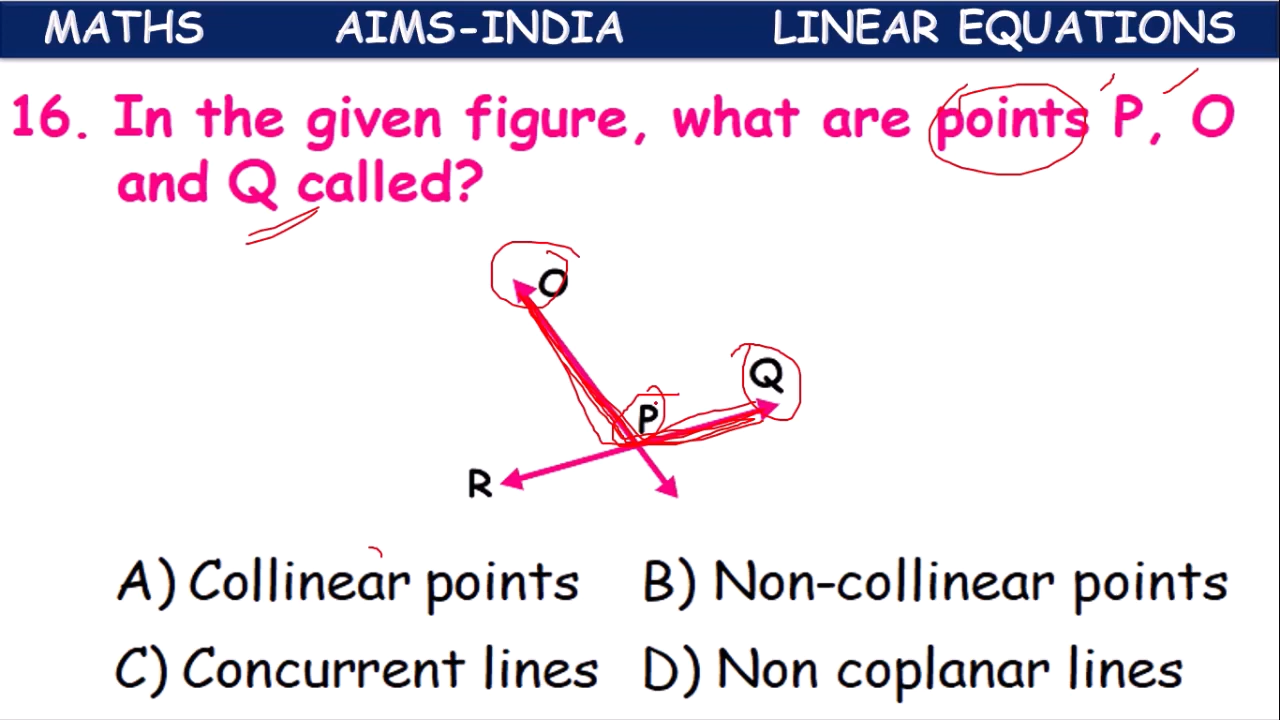 MATHS AIMS-INDIA LINEAR EQUATIONS
16. In the given figure, what are points P, O
and Q called?
O
Q
P
R
A) Collinear points B) Non-collinear points
C) Concurrent lines D) Non coplanar lines